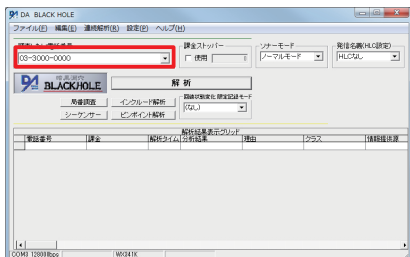 DA BLACK HOLE
ファイル(F) 編集(E) 連続解析(R) 設定(P) ヘルプ(H)
課金ストッパー
ソナーモード
発信名義(HLC設定)
03-3000-0000
使用
0
ノーマルモード
HLCなし
BLACKHOLE
解 析
局番調査
インクルード解析
(なし)
シーケンサー
ピンポイント解析
解析結果表示グリッド
電話番号 課金 解析タイム 分析結果 理由 クラス 情報提供源
COM3 128000bps WX341K